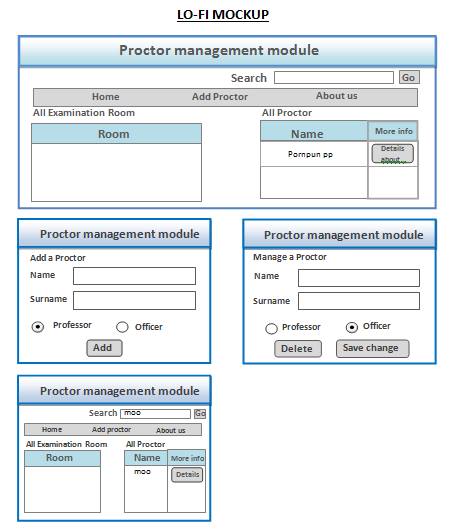 LO-FI MOCKUP
Proctor management module
Search Go
Home Add Proctor About us
All Examination Room All Proctor
Room Name More info
Pornpun pp Details about...
Proctor management module
Add a Proctor
Name
Surname
Professor Officer
Add
Proctor management module
Manage a Proctor
Name
Surname
Professor Officer
Delete Save change
Proctor management module
Search moo Go
Home Add proctor About us
All Examination Room All Proctor
Room Name More info
moo Details